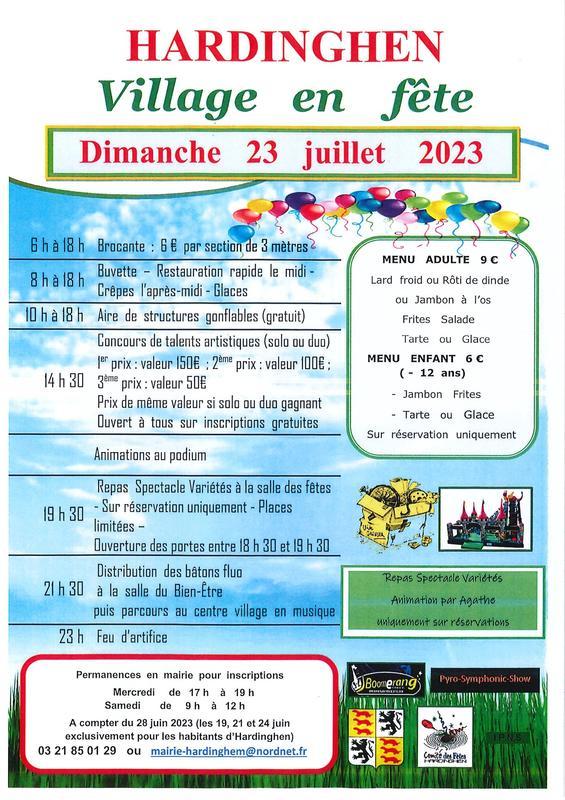 HARDINGHEN
Village en fête
Dimanche 23 juillet 2023
6 h à 18 h Brocante : 6 € par section de 3 mètres
8 h à 18 h Buvette – Restauration rapide le midi -
Crêpes l'après-midi - Glaces
10 h à 18 h Aire de structures gonflables (gratuit)
14 h 30 Concours de talents artistiques (solo ou duo)
1er prix : valeur 150€ ; 2ème prix : valeur 100€ ;
3ème prix : valeur 50€
Prix de même valeur si solo ou duo gagnant
Ouvert à tous sur inscriptions gratuites
Animations au podium
19 h 30 Repas Spectacle Variétés à la salle des fêtes
- Sur réservation uniquement - Places
limitées –
Ouverture des portes entre 18 h 30 et 19 h 30
21 h 30 Distribution des bâtons fluo
à la salle du Bien-Être
puis parcours au centre village en musique
23 h Feu d'artifice
MENU ADULTE 9 €
Lard froid ou Rôti de dinde
ou Jambon à l'os
Frites Salade
Tarte ou Glace
MENU ENFANT 6 €
( - 12 ans)
- Jambon Frites
- Tarte ou Glace
Sur réservation uniquement
Repas Spectacle Variétés
Animation par Agathe
uniquement sur réservations
Permanences en mairie pour inscriptions
Mercredi de 17 h à 19 h
Samedi de 9 h à 12 h
A compter du 28 juin 2023 (les 19, 21 et 24 juin
exclusivement pour les habitants d'Hardinghen)
03 21 85 01 29 ou mairie-hardinghem@nordnet.fr
Boomerang
Pyro-Symphonic-Show
Comité des Fêtes
HARDINGHEN
I.P.N.S